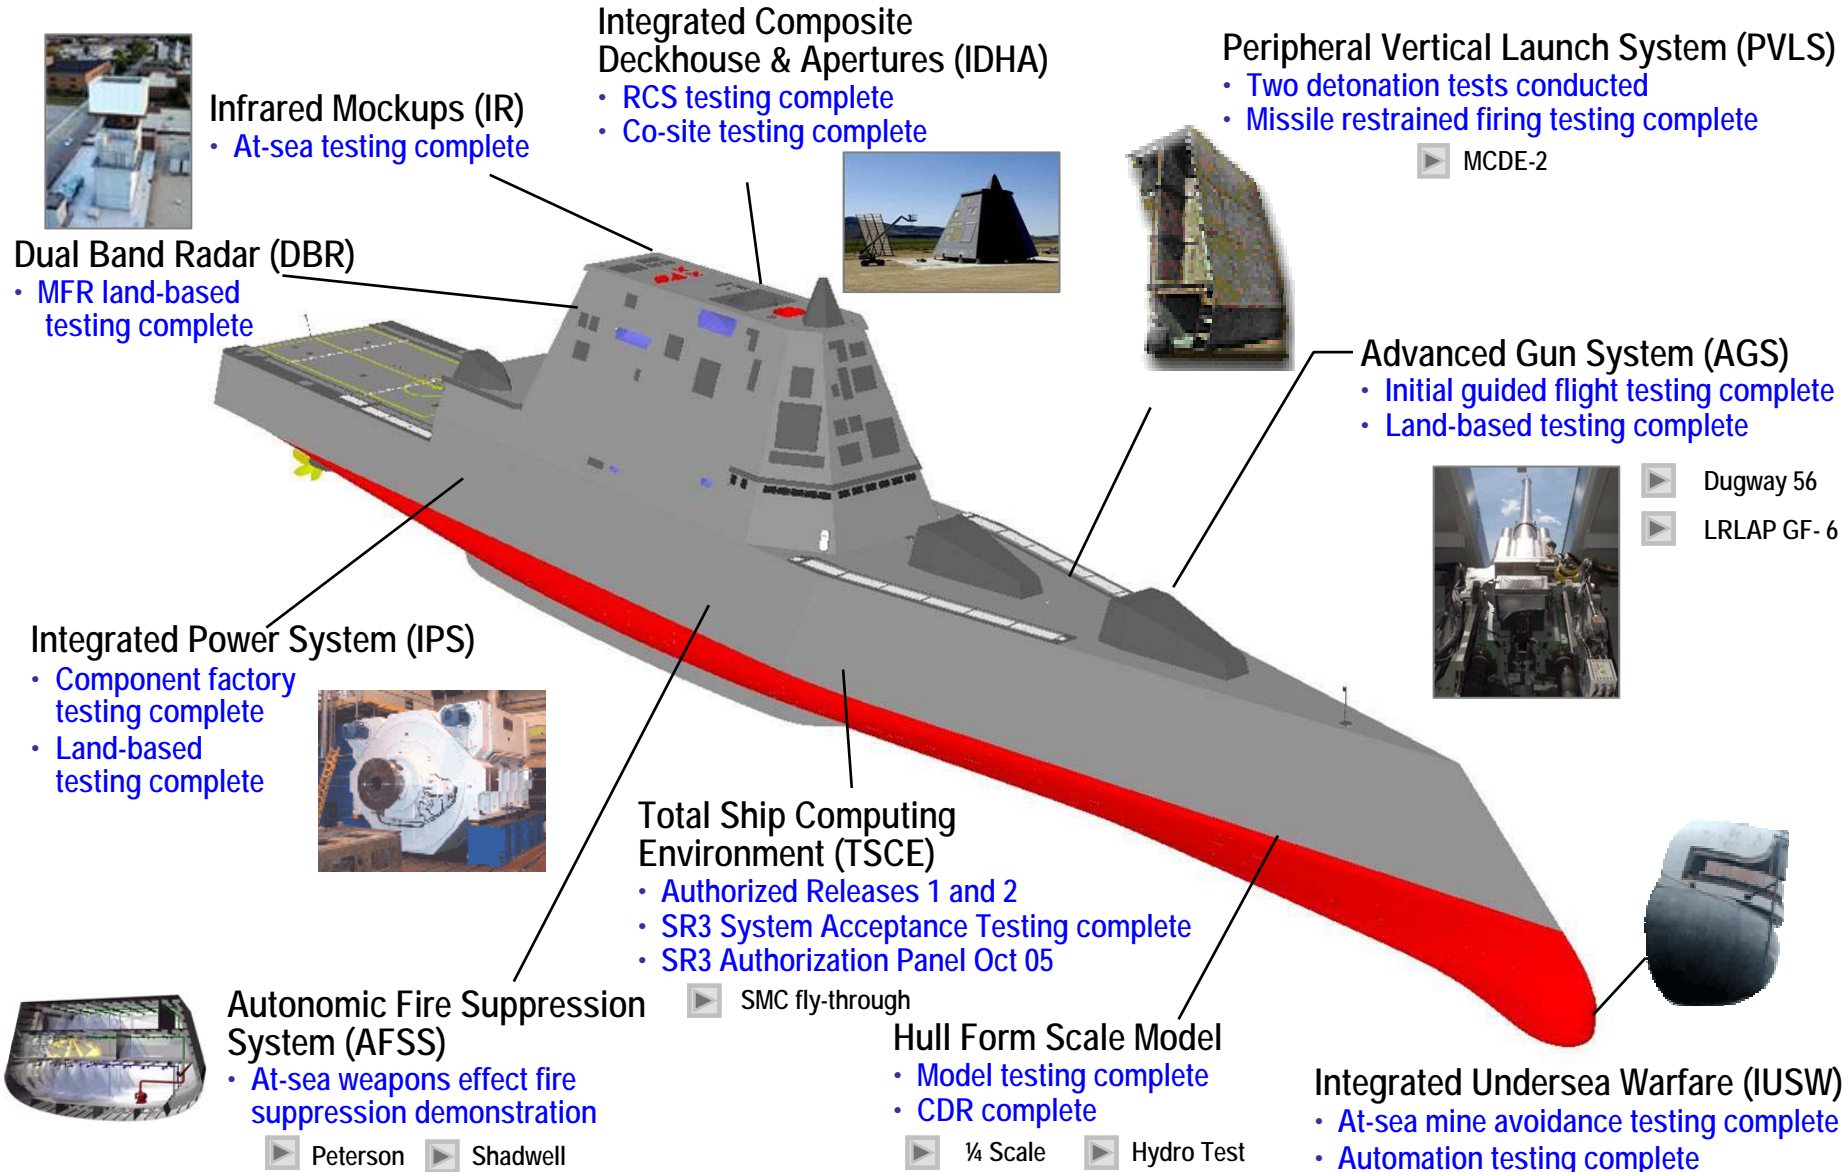 Integrated Composite
Deckhouse & Apertures (IDHA)
• RCS testing complete
• Co-site testing complete
Peripheral Vertical Launch System (PVLS)
• Two detonation tests conducted
• Missile restrained firing testing complete
MCDE-2
Infrared Mockups (IR)
• At-sea testing complete
Dual Band Radar (DBR)
• MFR land-based
testing complete
Advanced Gun System (AGS)
• Initial guided flight testing complete
• Land-based testing complete
Dugway 56
LRLAP GF- 6
Integrated Power System (IPS)
• Component factory
testing complete
• Land-based
testing complete
Total Ship Computing
Environment (TSCE)
• Authorized Releases 1 and 2
• SR3 System Acceptance Testing complete
• SR3 Authorization Panel Oct 05
SMC fly-through
Autonomic Fire Suppression
System (AFSS)
• At-sea weapons effect fire
suppression demonstration
Peterson Shadwell
Hull Form Scale Model
• Model testing complete
• CDR complete
¼ Scale Hydro Test
Integrated Undersea Warfare (IUSW)
• At-sea mine avoidance testing complete
• Automation testing complete